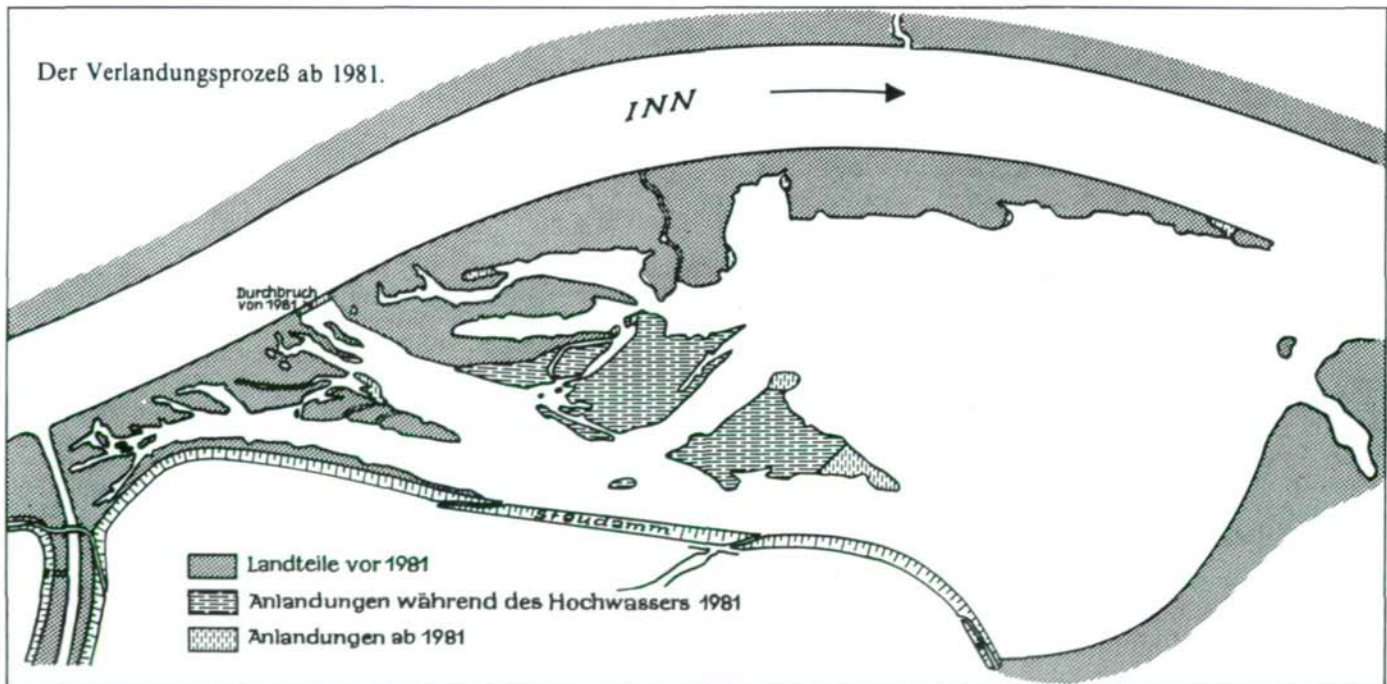 Der Verlandungsprozeß ab 1981.
INN
Durchbruch
von 1981
Staudamm
Landteile vor 1981
Anlandungen während des Hochwassers 1981
Anlandungen ab 1981